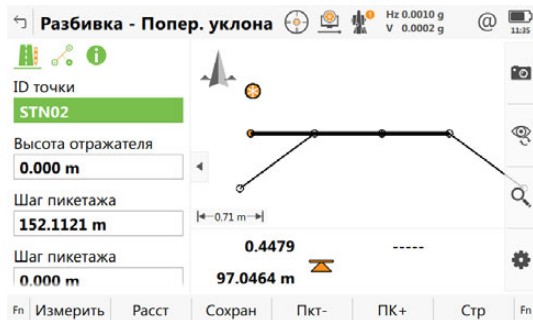 Разбивка - Попер. уклона
Hz 0.0010 g
V 0.0002 g
@
11:35
ID точки
STN02
Высота отражателя
0.000 m
Шаг пикетажа
152.1121 m
Шаг пикетажа
0.000 m
0.71 m
0.4479
-----
97.0464 m
Fn Измерить Расст Сохран Пкт- ПК+ Стр Fn